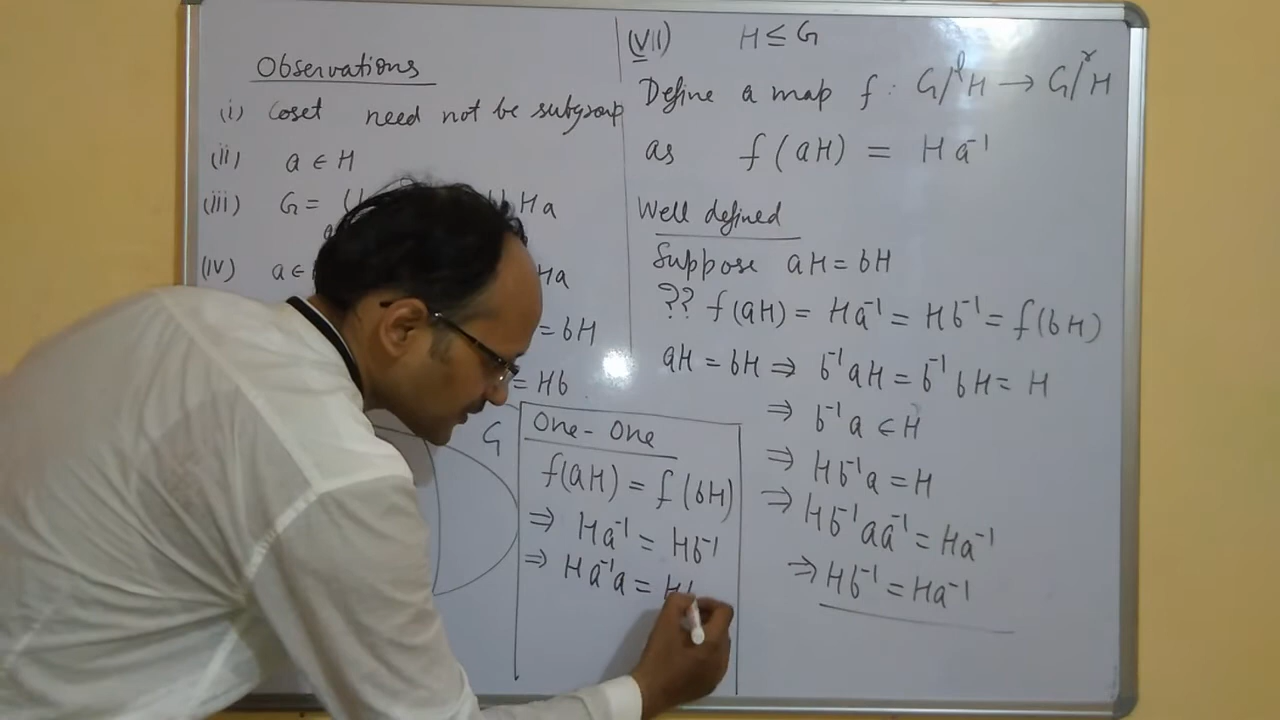 Observations
(i) Coset need not be subgroup
(ii) a ∈ H
(iii) G = Ha
(iv) a ∈ Ha
= bH
= Hb
G
(VII) H ≤ G
Define a map f : G/ˡH → G/ʳH
as f(aH) = Ha⁻¹
Well defined
Suppose aH = bH
?? f(aH) = Ha⁻¹ = Hb⁻¹ = f(bH)
aH = bH ⇒ b⁻¹aH = b⁻¹bH = H
⇒ b⁻¹a ∈ H
⇒ Hb⁻¹a = H
⇒ Hb⁻¹aa⁻¹ = Ha⁻¹
⇒ Hb⁻¹ = Ha⁻¹
One-One
f(aH) = f(bH)
⇒ Ha⁻¹ = Hb⁻¹
⇒ Ha⁻¹a = H